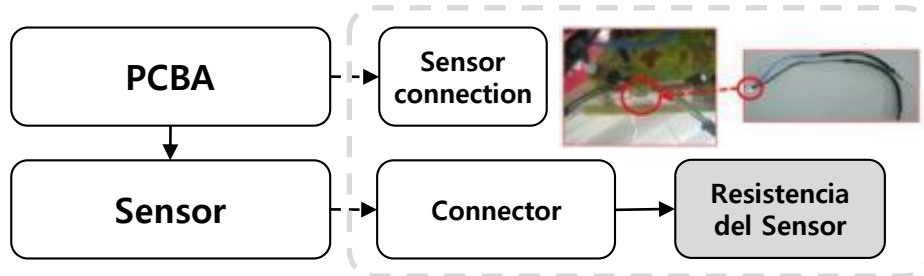 PCBA
Sensor
connection
Sensor
Connector
Resistencia
del Sensor